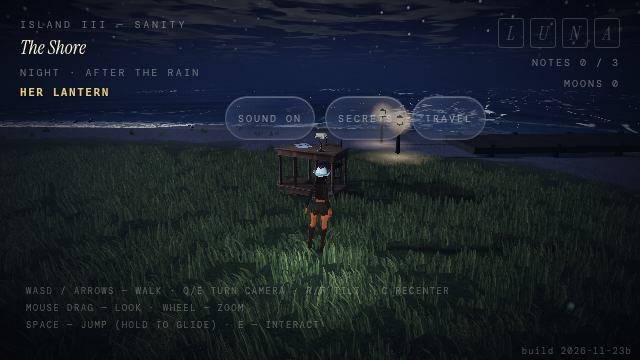 ISLAND III — SANITY
The Shore
NIGHT · AFTER THE RAIN
HER LANTERN
L U N A
NOTES 0 / 3
MOONS 0
SOUND ON
SECRETS
TRAVEL
WASD / ARROWS — WALK · Q/E TURN CAMERA · R/F TILT · C RECENTER
MOUSE DRAG — LOOK · WHEEL — ZOOM
SPACE — JUMP (HOLD TO GLIDE) · E — INTERACT
build 2026-11-23b